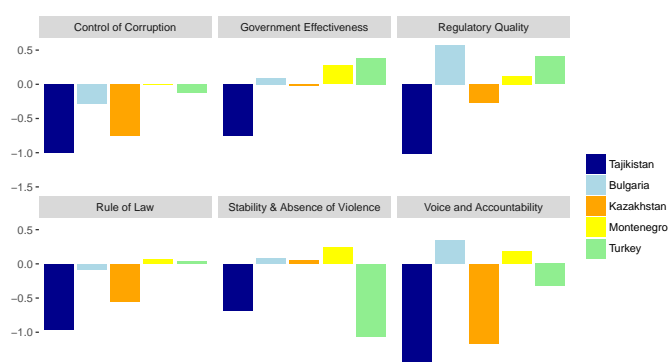 Control of Corruption
Government Effectiveness
Regulatory Quality
0.5
0.0
−0.5
−1.0
−1.5
Rule of Law
Stability & Absence of Violence
Voice and Accountability
0.5
0.0
−0.5
−1.0
Tajikistan
Bulgaria
Kazakhstan
Montenegro
Turkey